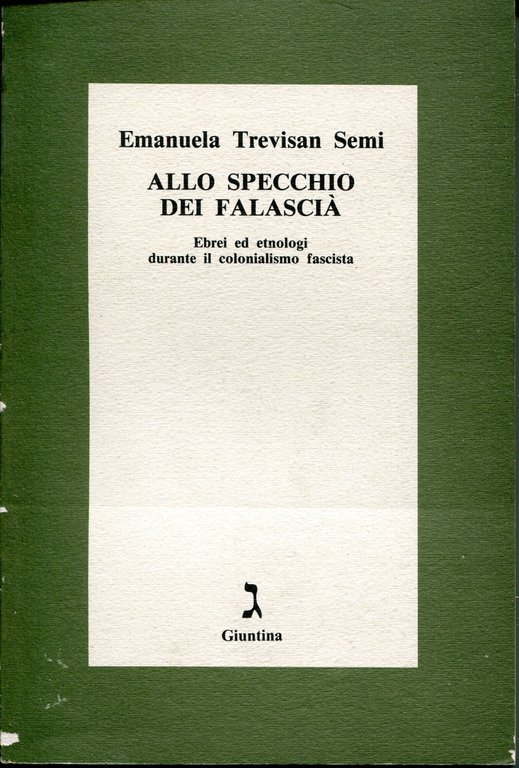 Emanuela Trevisan Semi
ALLO SPECCHIO
DEI FALASCIÀ
Ebrei ed etnologi
durante il colonialismo fascista
ג
Giuntina